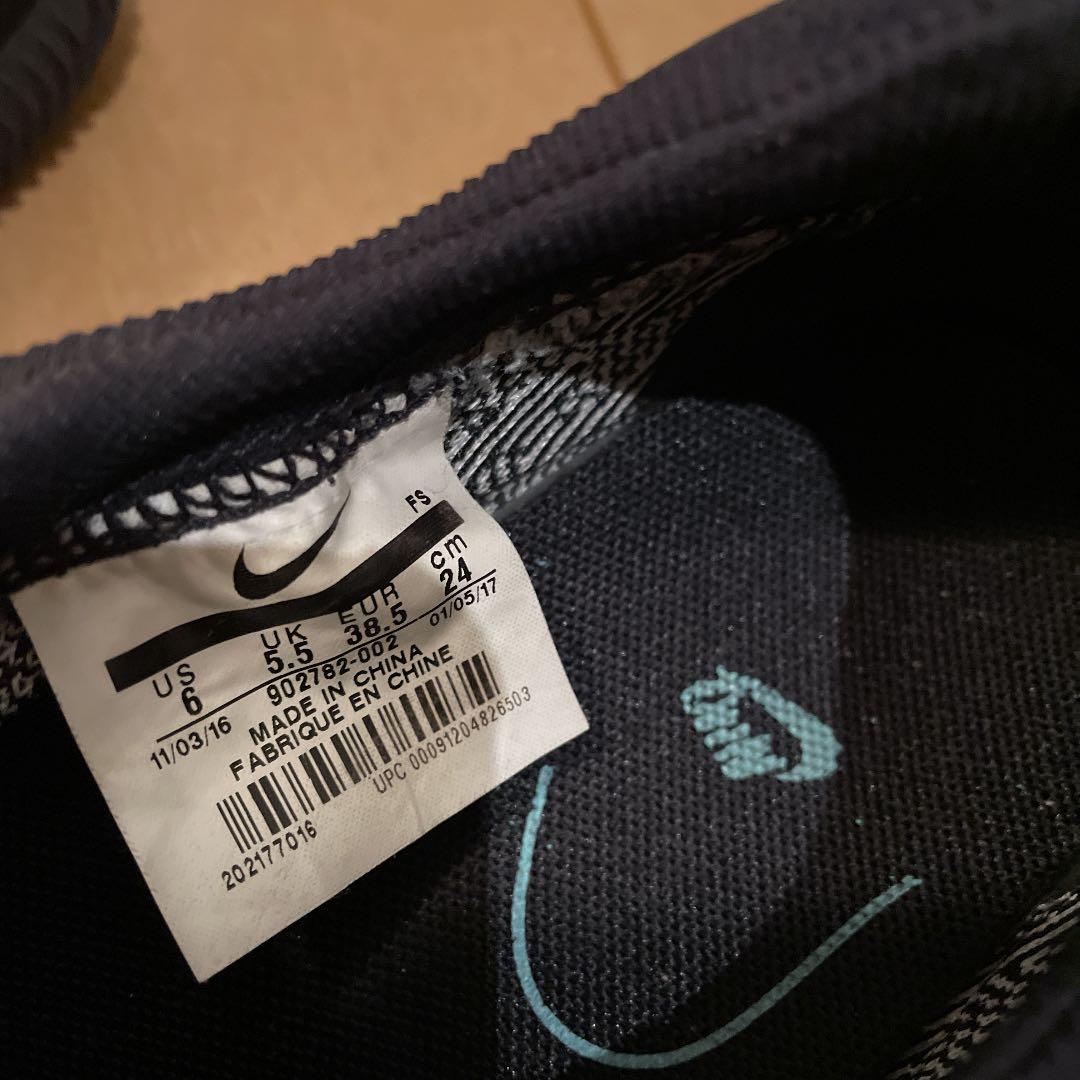 FS
US UK EUR cm
6 5.5 38.5 24
11/03/16 902782-002 01/05/17
MADE IN CHINA
FABRIQUE EN CHINE
UPC 00091204826503
202177016